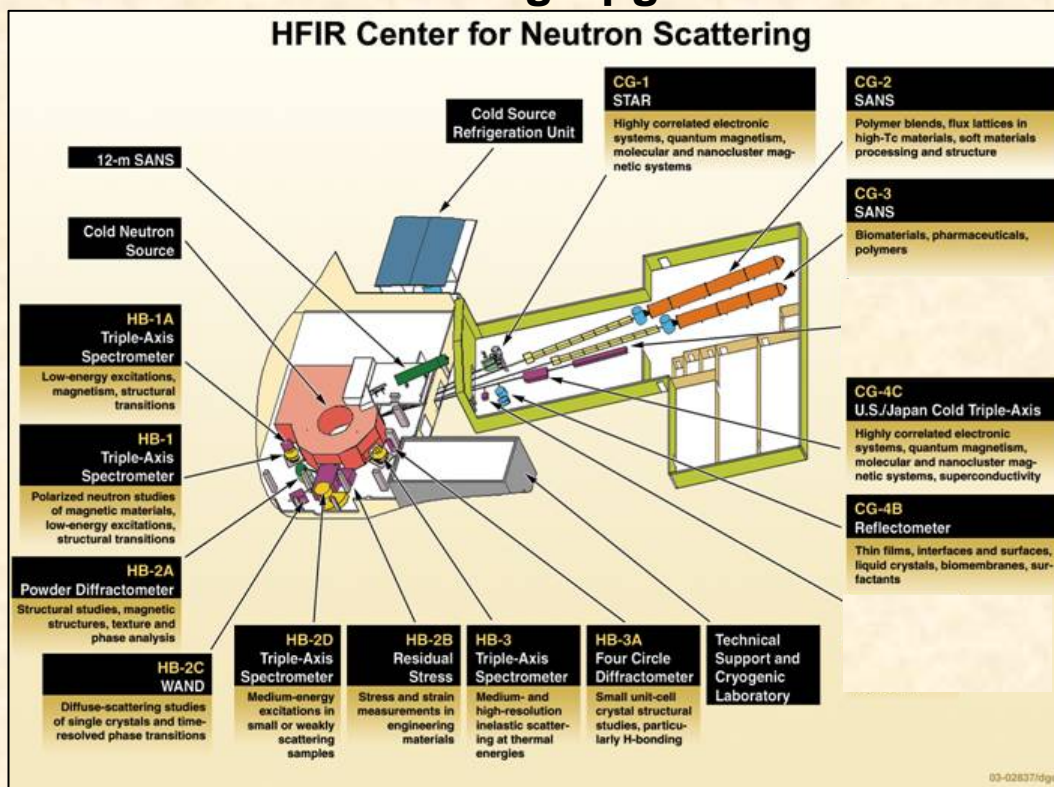 HFIR Center for Neutron Scattering
CG-1
STAR
Highly correlated electronic
systems, quantum magnetism,
molecular and nanocluster mag-
netic systems
CG-2
SANS
Polymer blends, flux lattices in
high-Tc materials, soft materials
processing and structure
Cold Source
Refrigeration Unit
12-m SANS
CG-3
SANS
Biomaterials, pharmaceuticals,
polymers
Cold Neutron
Source
HB-1A
Triple-Axis
Spectrometer
Low-energy excitations,
magnetism, structural
transitions
CG-4C
U.S./Japan Cold Triple-Axis
Highly correlated electronic
systems, quantum magnetism,
molecular and nanocluster mag-
netic systems, superconductivity
HB-1
Triple-Axis
Spectrometer
Polarized neutron studies
of magnetic materials,
low-energy excitations,
structural transitions
CG-4B
Reflectometer
Thin films, interfaces and surfaces,
liquid crystals, biomembranes, sur-
factants
HB-2A
Powder Diffractometer
Structural studies, magnetic
structures, texture and
phase analysis
HB-2C
WAND
Diffuse-scattering studies
of single crystals and time-
resolved phase transitions
HB-2D
Triple-Axis
Spectrometer
Medium-energy
excitations in
small or weakly
scattering
samples
HB-2B
Residual
Stress
Stress and strain
measurements in
engineering
materials
HB-3
Triple-Axis
Spectrometer
Medium- and
high-resolution
inelastic scatter-
ing at thermal
energies
HB-3A
Four Circle
Diffractometer
Small unit-cell
crystal structural
studies, particu-
larly H-bonding
Technical
Support and
Cryogenic
Laboratory